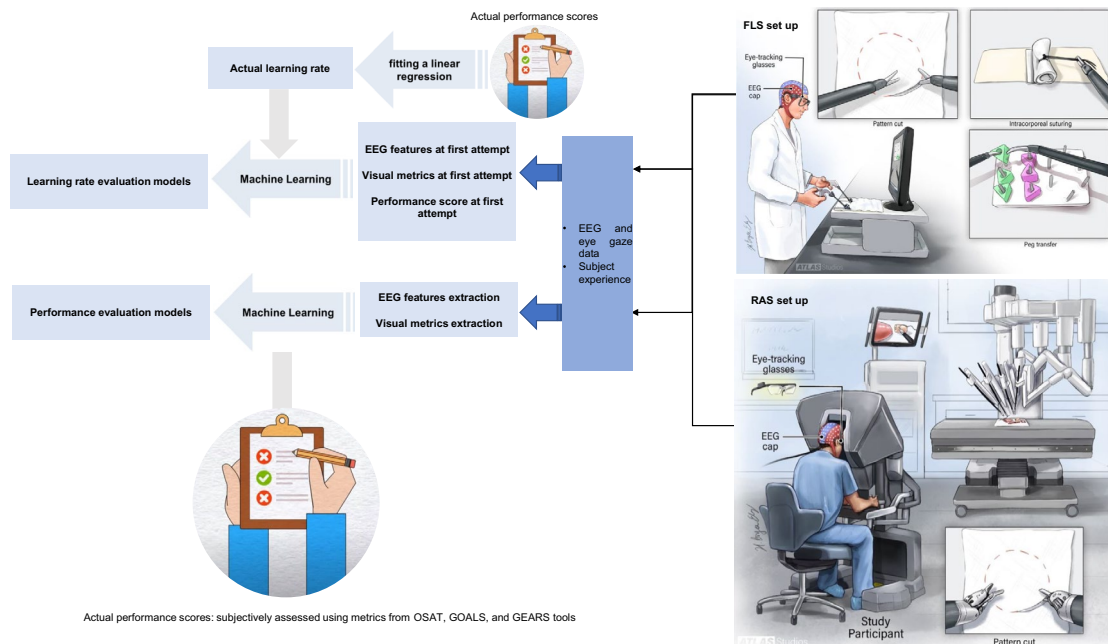 Actual performance scores
Actual learning rate
fitting a linear
regression
EEG features at first attempt
Visual metrics at first attempt
Performance score at first
attempt
Machine Learning
Learning rate evaluation models
• EEG and
eye gaze
data
• Subject
experience
EEG features extraction
Visual metrics extraction
Machine Learning
Performance evaluation models
Actual performance scores: subjectively assessed using metrics from OSAT, GOALS, and GEARS tools
FLS set up
Eye-tracking
glasses
EEG
cap
Pattern cut
Intracorporeal suturing
Peg transfer
ATLAS Studios
RAS set up
Eye-tracking
glasses
EEG
cap
Study
Participant
Pattern cut
ATLAS Studios